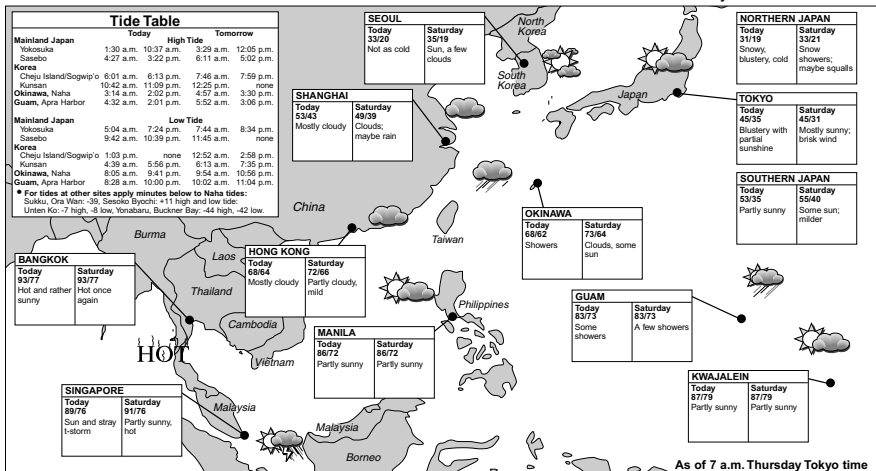 Tide Table
Today Tomorrow
Mainland Japan High Tide
Yokosuka 1:30 a.m. 10:37 a.m. 3:29 a.m. 12:05 p.m.
Sasebo 4:27 a.m. 3:22 p.m. 6:11 a.m. 5:02 p.m.
Korea
Cheju Island/Sogwip'o 6:01 a.m. 6:13 p.m. 7:46 a.m. 7:59 p.m.
Kunsan 10:42 a.m. 11:09 p.m. 12:25 p.m. none
Okinawa, Naha 3:14 a.m. 2:02 p.m. 4:57 a.m. 3:30 p.m.
Guam, Apra Harbor 4:32 a.m. 2:01 p.m. 5:52 a.m. 3:06 p.m.
Mainland Japan Low Tide
Yokosuka 5:04 a.m. 7:24 p.m. 7:44 a.m. 8:34 p.m.
Sasebo 9:42 a.m. 10:39 p.m. 11:45 a.m. none
Korea
Cheju Island/Sogwip'o 1:03 p.m. none 12:52 a.m. 2:58 p.m.
Kunsan 4:39 a.m. 5:56 p.m. 6:13 a.m. 7:35 p.m.
Okinawa, Naha 8:05 a.m. 9:41 p.m. 9:54 a.m. 10:56 p.m.
Guam, Apra Harbor 8:28 a.m. 10:00 p.m. 10:02 a.m. 11:04 p.m.
• For tides at other sites apply minutes below to Naha tides:
Sukku, Ora Wan: -39, Sesoko Byochi: +11 high and low tide:
Unten Ko: -7 high, -8 low, Yonabaru, Buckner Bay: -44 high, -42 low.
SEOUL
Today Saturday
33/20 35/19
Not as cold Sun, a few
clouds
North
Korea
South
Korea
NORTHERN JAPAN
Today Saturday
31/19 33/21
Snowy, Snow
blustery, cold showers;
maybe squalls
Japan
SHANGHAI
Today Saturday
53/43 49/39
Mostly cloudy Clouds;
maybe rain
TOKYO
Today Saturday
45/35 45/31
Blustery with Mostly sunny;
partial brisk wind
sunshine
SOUTHERN JAPAN
Today Saturday
53/35 55/40
Partly sunny Some sun;
milder
China
Taiwan
OKINAWA
Today Saturday
68/62 73/64
Showers Clouds, some
sun
Burma
Laos
Thailand
Cambodia
Vietnam
BANGKOK
Today Saturday
93/77 93/77
Hot and rather Hot once
sunny again
HOT
HONG KONG
Today Saturday
68/64 72/66
Mostly cloudy Partly cloudy,
mild
Philippines
MANILA
Today Saturday
86/72 86/72
Partly sunny Partly sunny
GUAM
Today Saturday
83/73 83/73
Some A few showers
showers
KWAJALEIN
Today Saturday
87/79 87/79
Partly sunny Partly sunny
SINGAPORE
Today Saturday
89/76 91/76
Sun and stray Partly sunny,
t-storm hot
Malaysia
Malaysia
Borneo
As of 7 a.m. Thursday Tokyo time